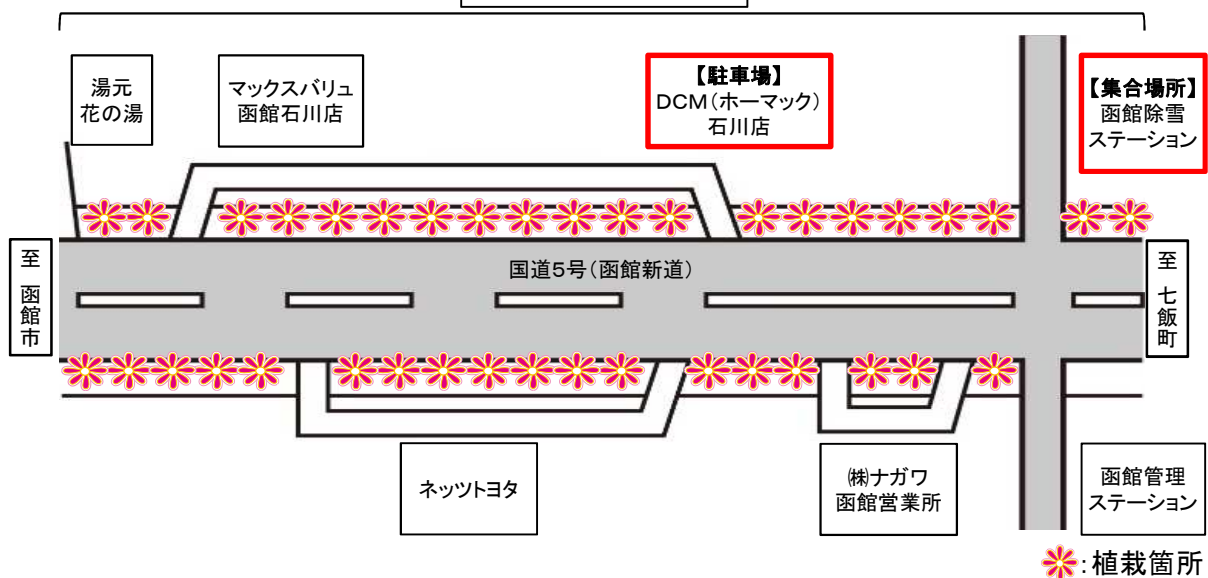 湯元
花の湯
マックスバリュ
函館石川店
【駐車場】
DCM(ホーマック)
石川店
【集合場所】
函館除雪
ステーション
至 函館市
国道5号(函館新道)
至 七飯町
ネッツトヨタ
㈱ナガワ
函館営業所
函館管理
ステーション
:植栽箇所